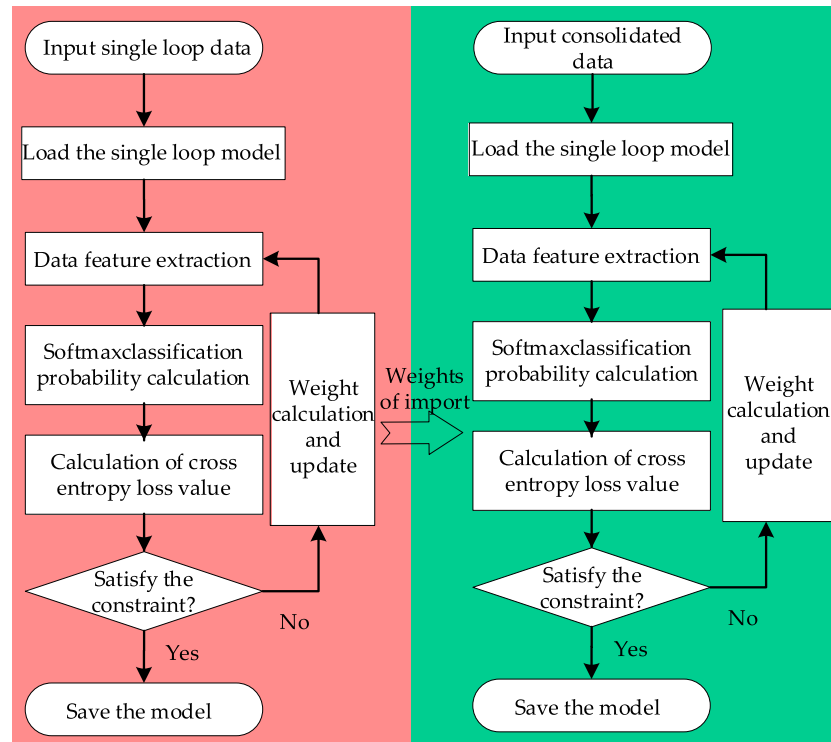 Input single loop data
Load the single loop model
Data feature extraction
Softmaxclassification
probability calculation
Calculation of cross
entropy loss value
Weight
calculation
and
update
Satisfy the
constraint?
No
Yes
Save the model
Weights
of import
Input consolidated
data
Load the single loop model
Data feature extraction
Softmaxclassification
probability calculation
Calculation of cross
entropy loss value
Weight
calculation
and
update
Satisfy the
constraint?
No
Yes
Save the model